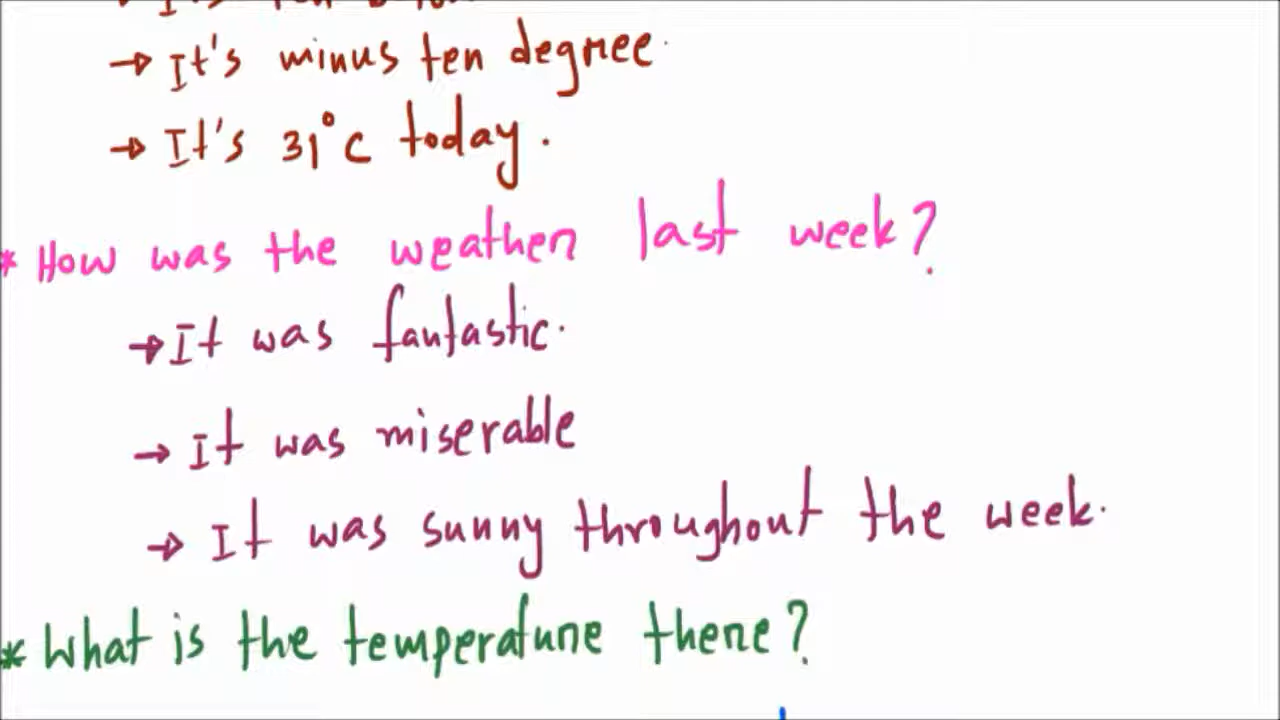 → It's minus ten degree.
→ It's 31°C today.
* How was the weather last week?
→ It was fantastic.
→ It was miserable
→ It was sunny throughout the week.
* What is the temperature there?